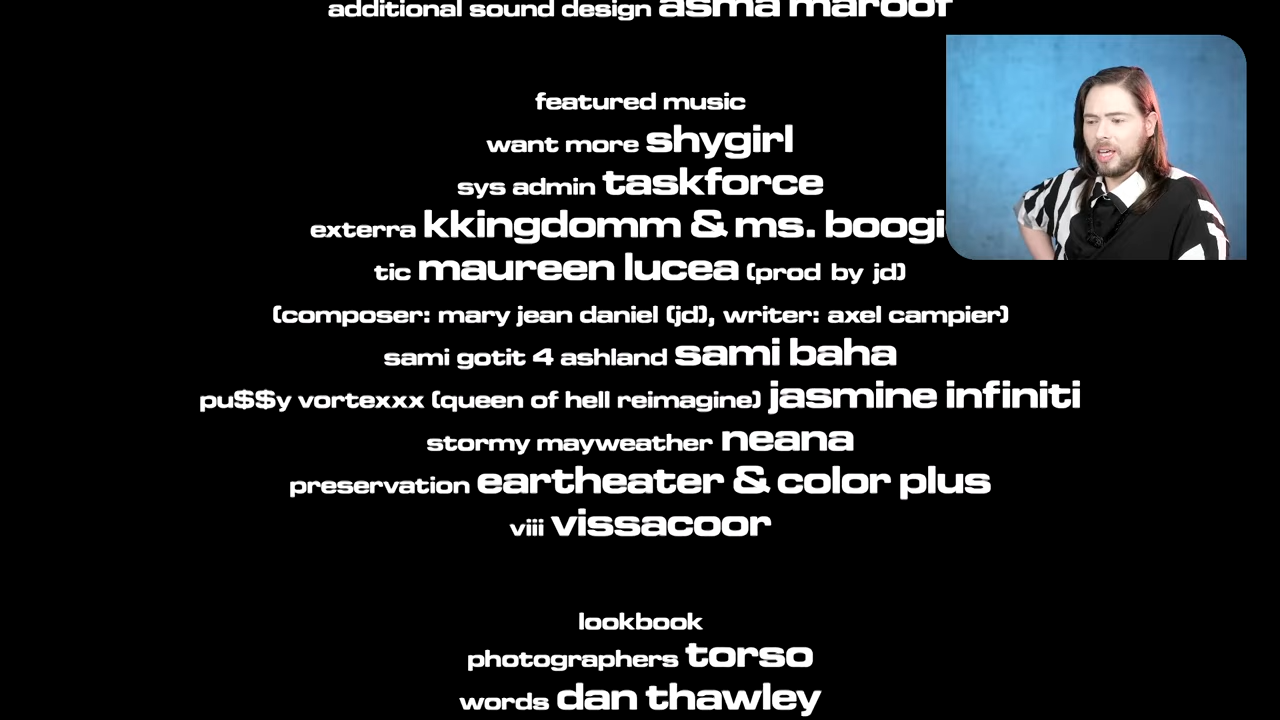 additional sound design asma maroof
featured music
want more shygirl
sys admin taskforce
exterra kkingdomm & ms. boogi
tic maureen lucea (prod by jd)
(composer: mary jean daniel (jd), writer: axel campier)
sami gotit 4 ashland sami baha
pu$$y vortexxx (queen of hell reimagine) jasmine infiniti
stormy mayweather neana
preservation eartheater & color plus
viii vissacoor
lookbook
photographers torso
words dan thawley